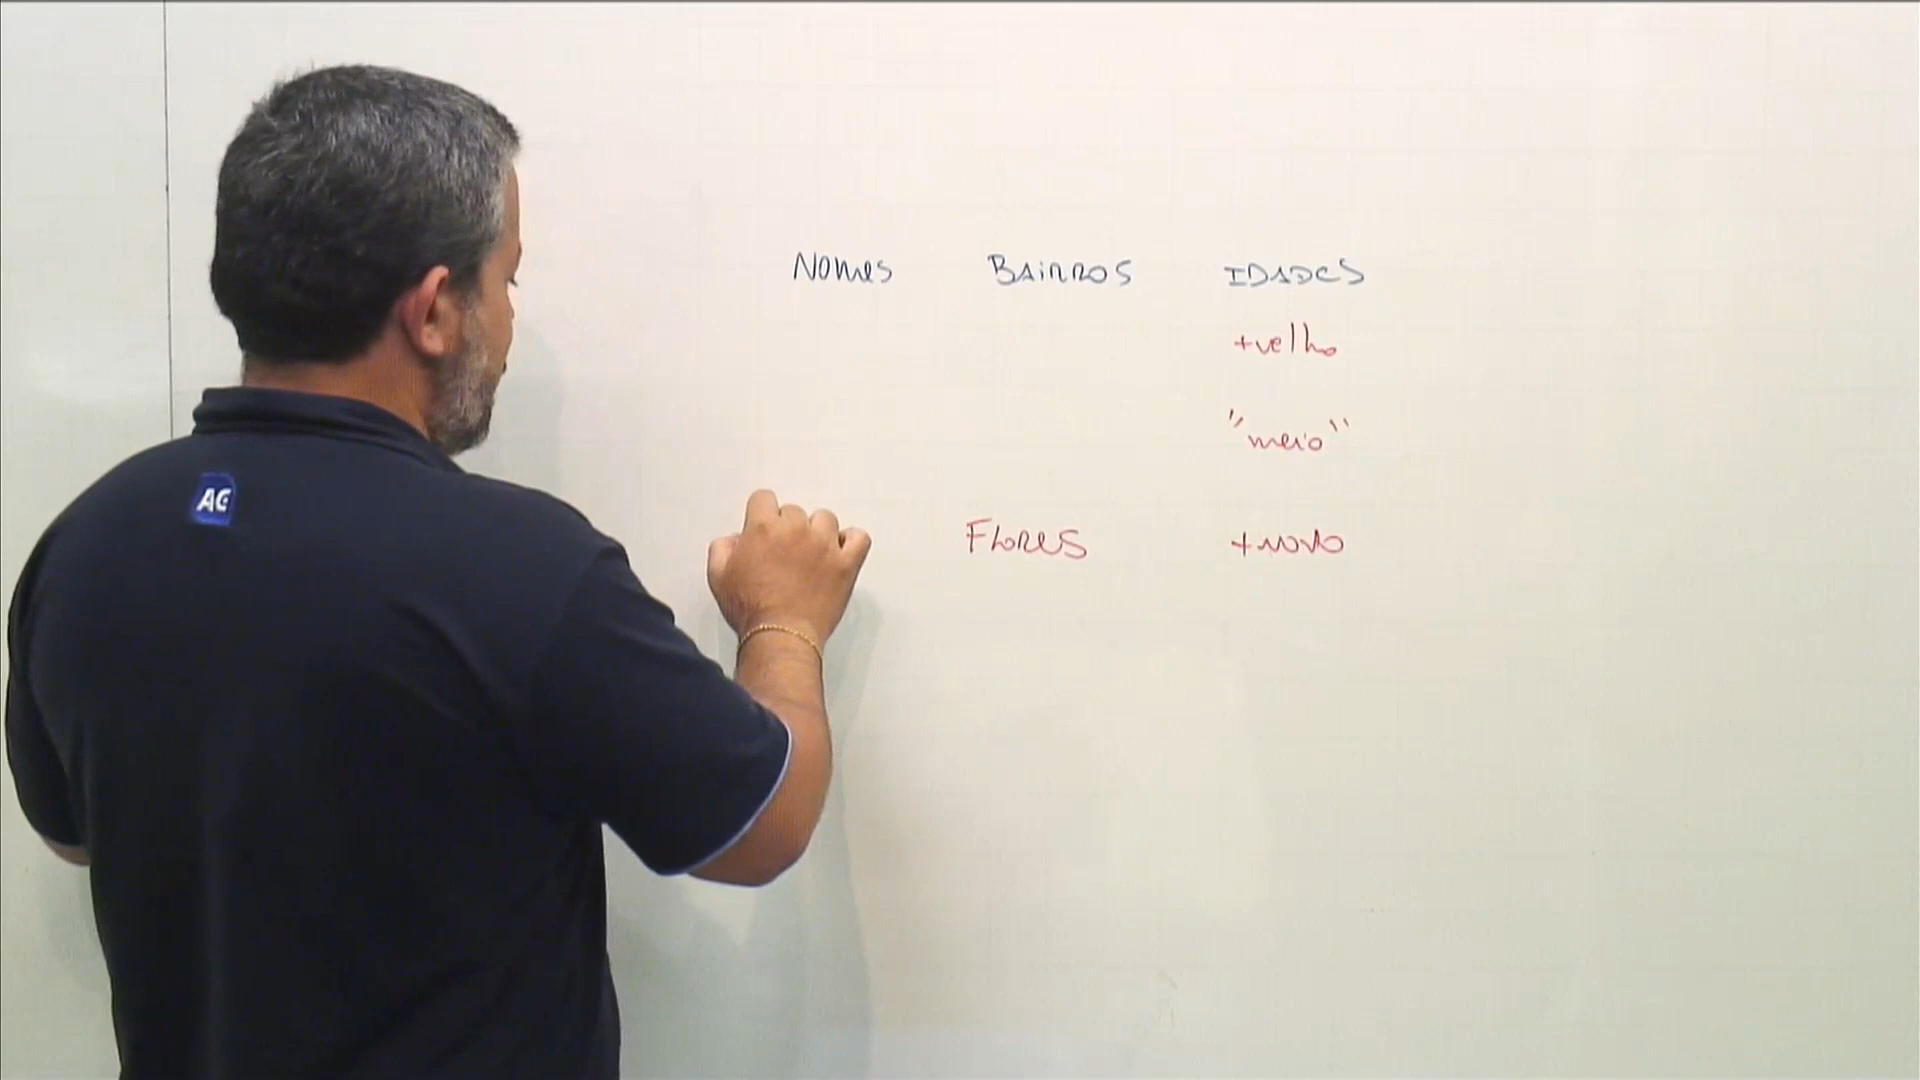 Nomes BAIRROS IDADES
+velho
"meio"
FLORES +novo
AC